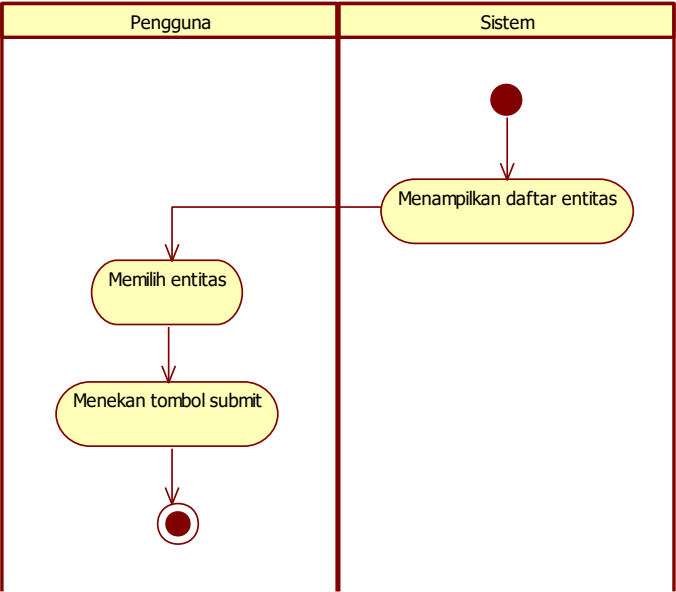 Pengguna
Sistem
Menampilkan daftar entitas
Memilih entitas
Menekan tombol submit